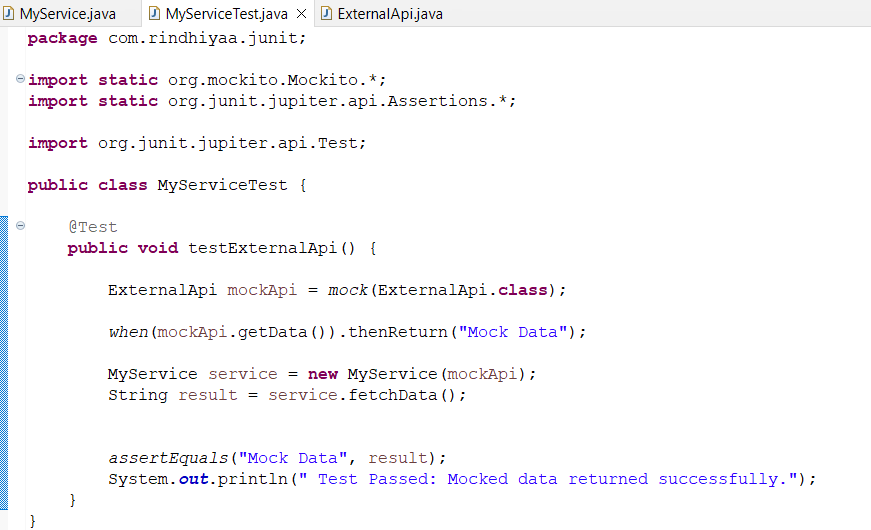 MyService.java MyServiceTest.java ExternalApi.java
package com.rindhiyaa.junit;
import static org.mockito.Mockito.*;
import static org.junit.jupiter.api.Assertions.*;
import org.junit.jupiter.api.Test;
public class MyServiceTest {
@Test
public void testExternalApi() {
ExternalApi mockApi = mock(ExternalApi.class);
when(mockApi.getData()).thenReturn("Mock Data");
MyService service = new MyService(mockApi);
String result = service.fetchData();
assertEquals("Mock Data", result);
System.out.println(" Test Passed: Mocked data returned successfully.");
}
}